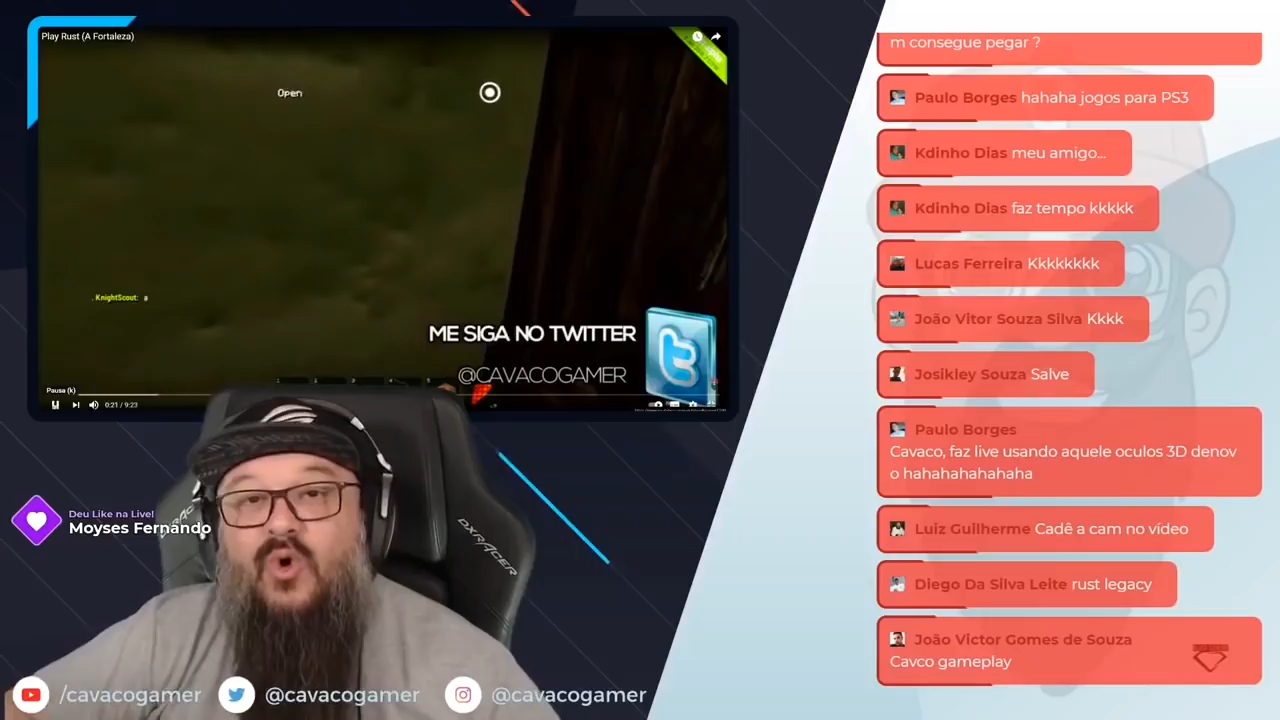 Play Rust (A Fortaleza)
Open
. KnightScout: a
ME SIGA NO TWITTER
@CAVACOGAMER
Pausa (k)
0:21 / 9:23
Deu Like na Live!
Moyses Fernando
DXRACER
/cavacogamer
@cavacogamer
@cavacogamer
m consegue pegar ?
Paulo Borges hahaha jogos para PS3
Kdinho Dias meu amigo...
Kdinho Dias faz tempo kkkkk
Lucas Ferreira Kkkkkkkk
João Vitor Souza Silva Kkkk
Josikley Souza Salve
Paulo Borges
Cavaco, faz live usando aquele oculos 3D denov
o hahahahahahaha
Luiz Guilherme Cadê a cam no vídeo
Diego Da Silva Leite rust legacy
João Victor Gomes de Souza
Cavco gameplay